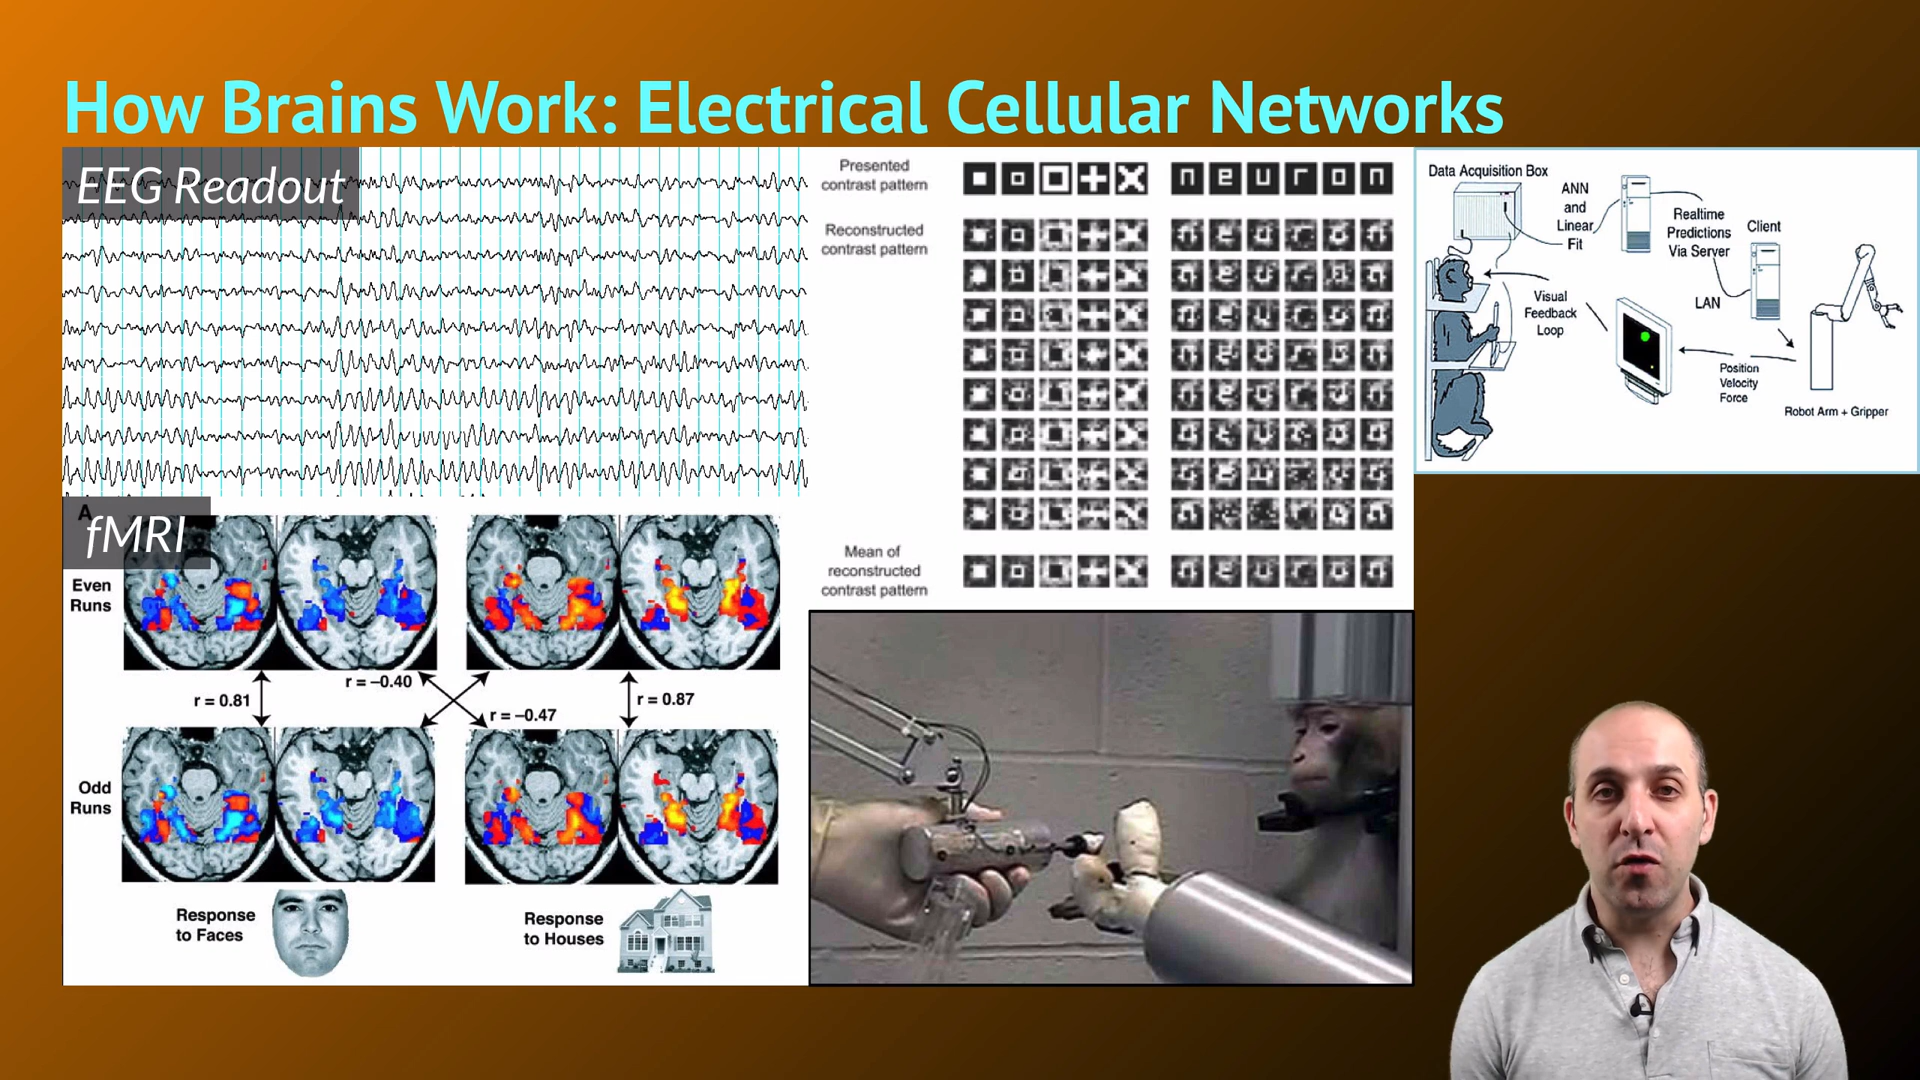 How Brains Work: Electrical Cellular Networks
EEG Readout
fMRI
A
Even
Runs
r = 0.81
r = –0.40
r = –0.47
r = 0.87
Odd
Runs
Response
to Faces
Response
to Houses
Presented
contrast pattern
n e u r o n
Reconstructed
contrast pattern
Mean of
reconstructed
contrast pattern
Data Acquisition Box
ANN
and
Linear
Fit
Realtime
Predictions
Via Server
Client
LAN
Visual
Feedback
Loop
Position
Velocity
Force
Robot Arm + Gripper